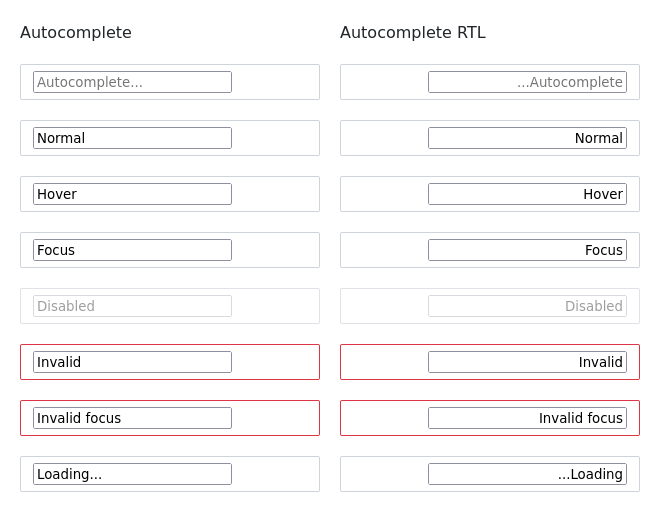 Autocomplete
Autocomplete...
Normal
Hover
Focus
Disabled
Invalid
Invalid focus
Loading...
Autocomplete RTL
...Autocomplete
Normal
Hover
Focus
Disabled
Invalid
Invalid focus
...Loading